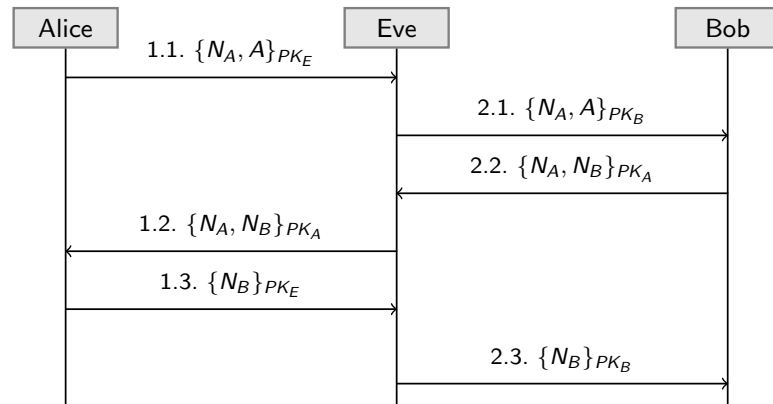 Alice Eve Bob
1.1. {N_A, A}_{PK_E}
2.1. {N_A, A}_{PK_B}
2.2. {N_A, N_B}_{PK_A}
1.2. {N_A, N_B}_{PK_A}
1.3. {N_B}_{PK_E}
2.3. {N_B}_{PK_B}